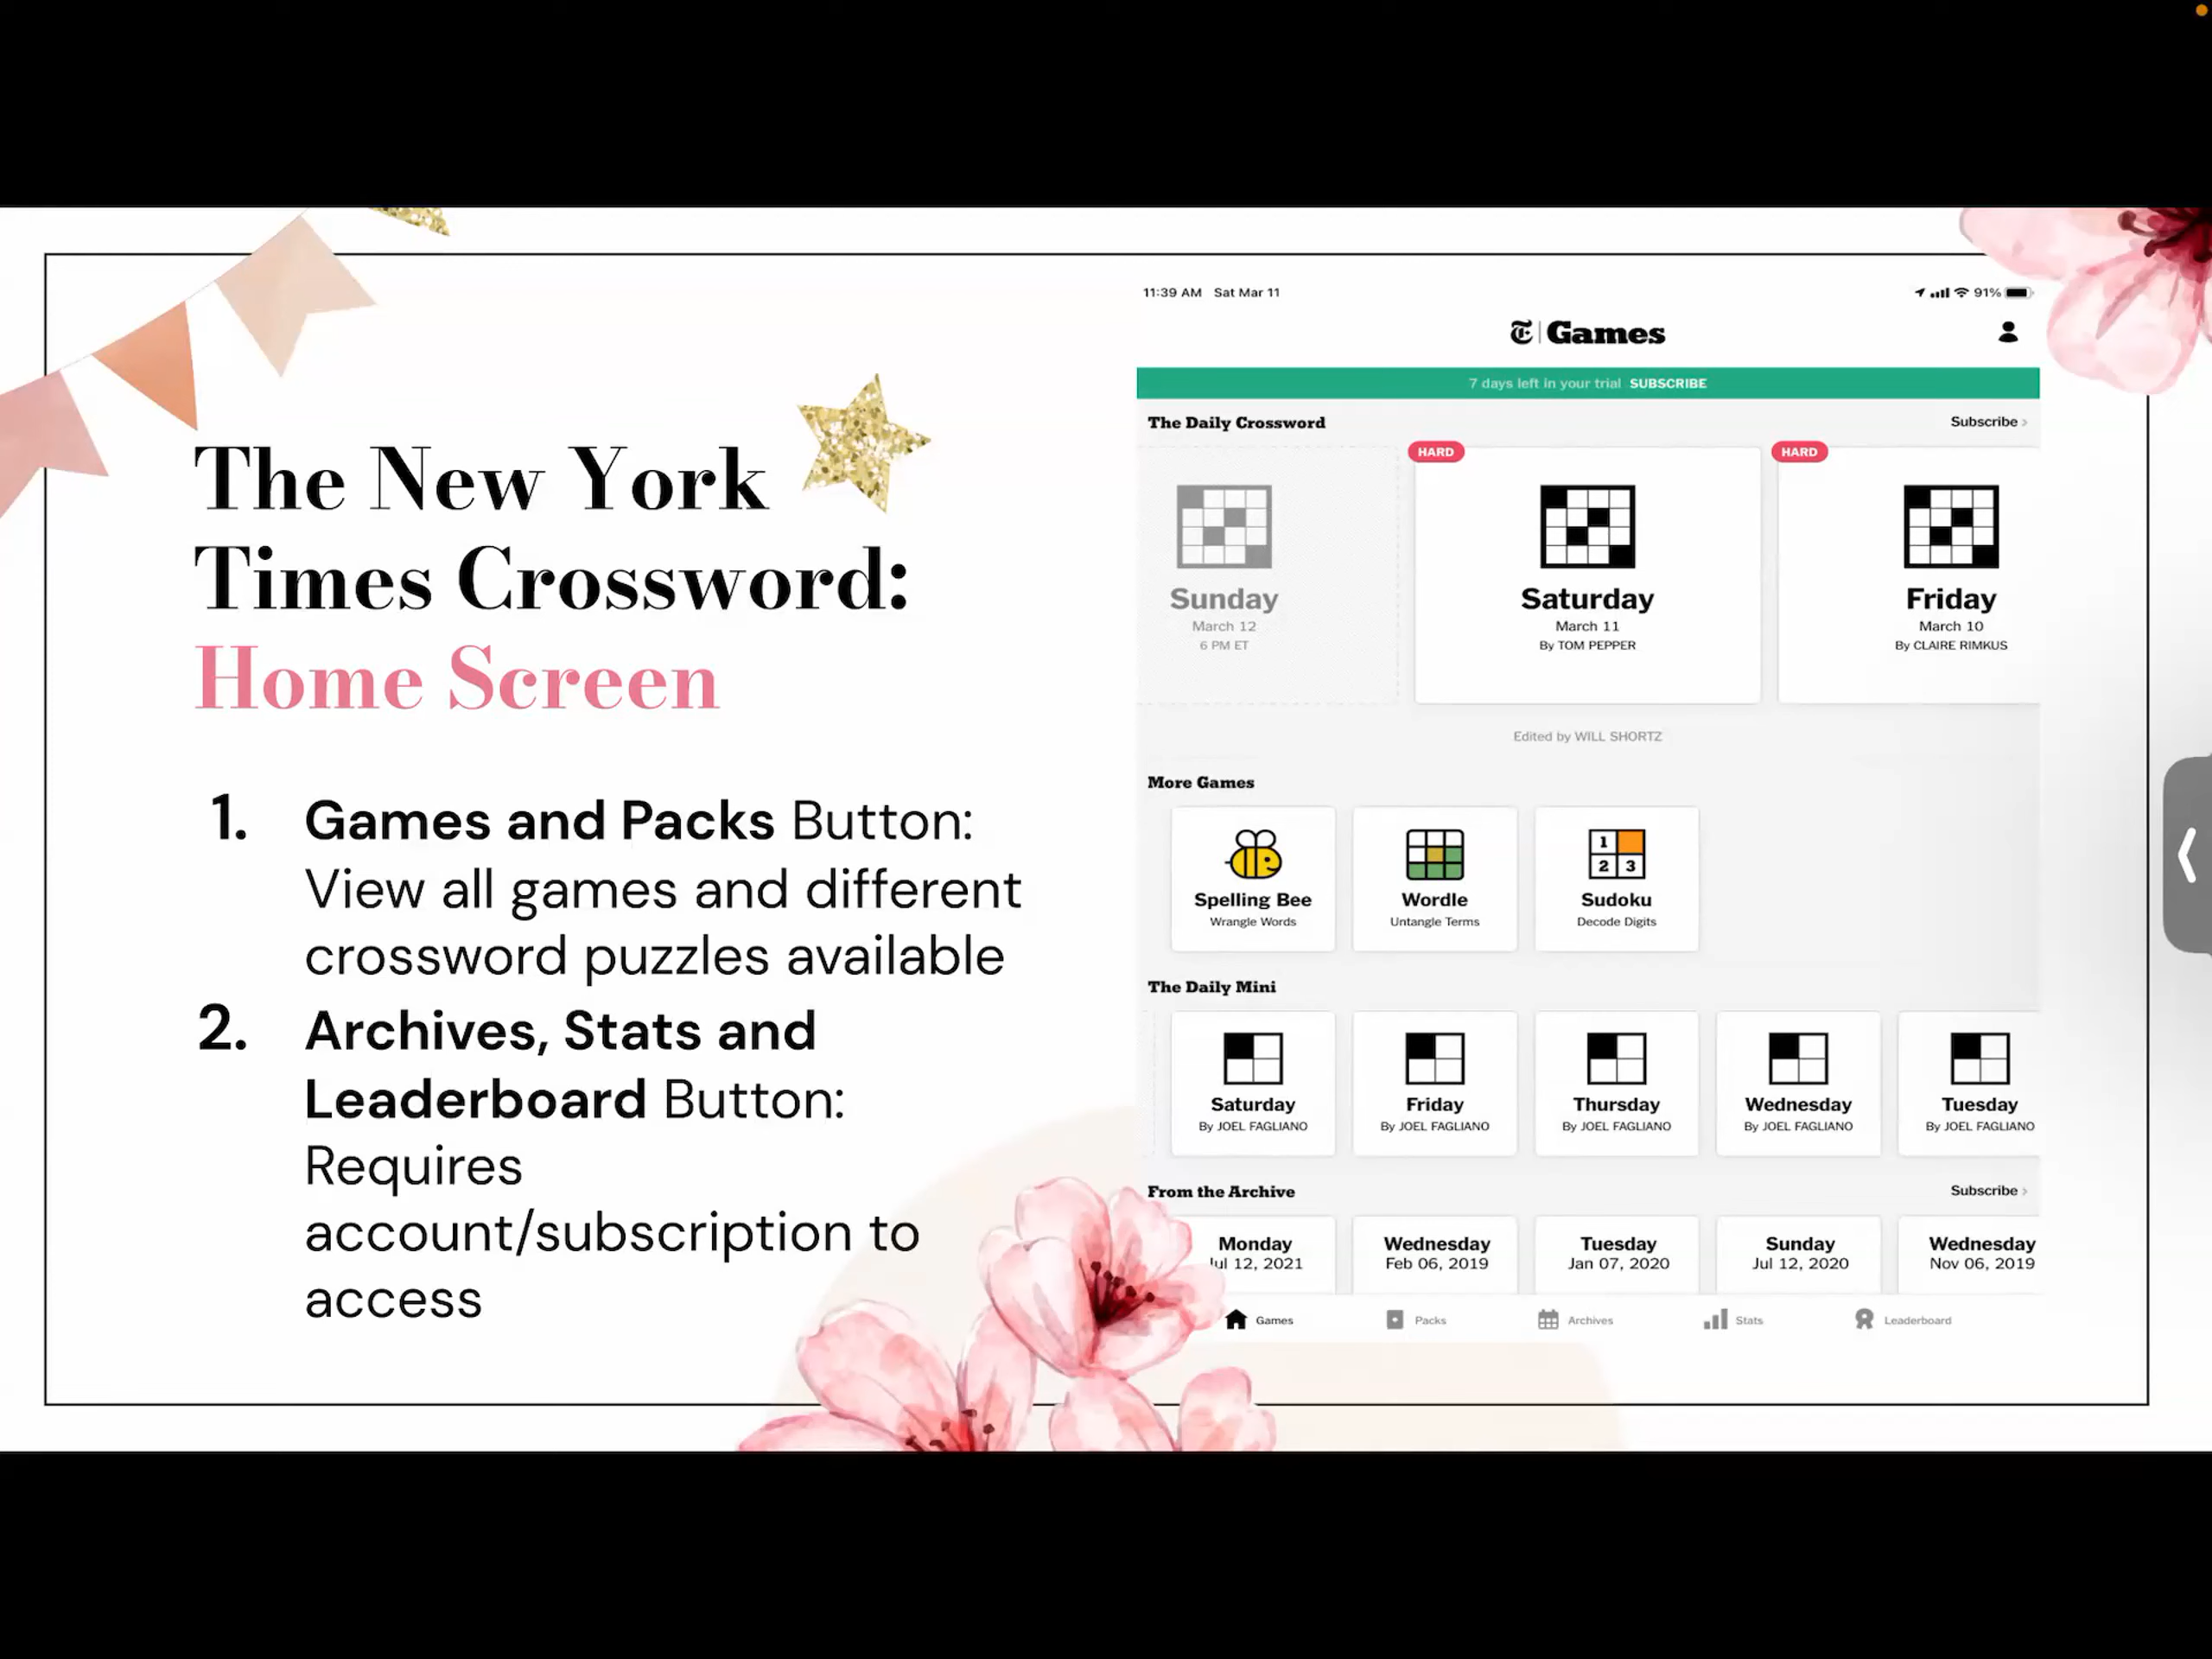 The New York
Times Crossword:
Home Screen
1. Games and Packs Button:
View all games and different
crossword puzzles available
2. Archives, Stats and
Leaderboard Button:
Requires
account/subscription to
access
11:39 AM Sat Mar 11
91%
T Games
7 days left in your trial SUBSCRIBE
The Daily Crossword Subscribe >
HARD HARD
Sunday Saturday Friday
March 12 March 11 March 10
6 PM ET By TOM PEPPER By CLAIRE RIMKUS
Edited by WILL SHORTZ
More Games
1
2 3
Spelling Bee Wordle Sudoku
Wrangle Words Untangle Terms Decode Digits
The Daily Mini
Saturday Friday Thursday Wednesday Tuesday
By JOEL FAGLIANO By JOEL FAGLIANO By JOEL FAGLIANO By JOEL FAGLIANO By JOEL FAGLIANO
From the Archive Subscribe >
Monday Wednesday Tuesday Sunday Wednesday
Jul 12, 2021 Feb 06, 2019 Jan 07, 2020 Jul 12, 2020 Nov 06, 2019
Games Packs Archives Stats Leaderboard